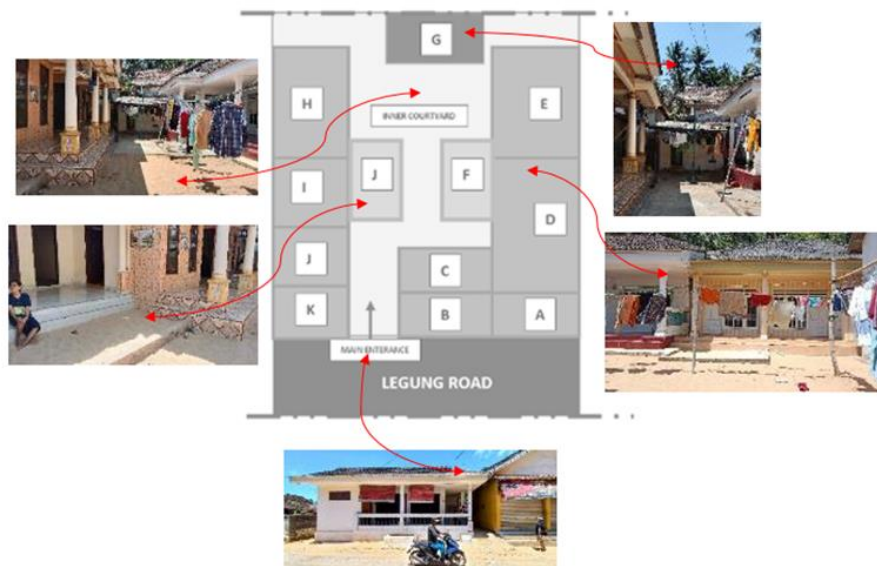 G
H
E
INNER COURTYARD
I
J
F
D
J
C
K
B
A
MAIN ENTERANCE
LEGUNG ROAD